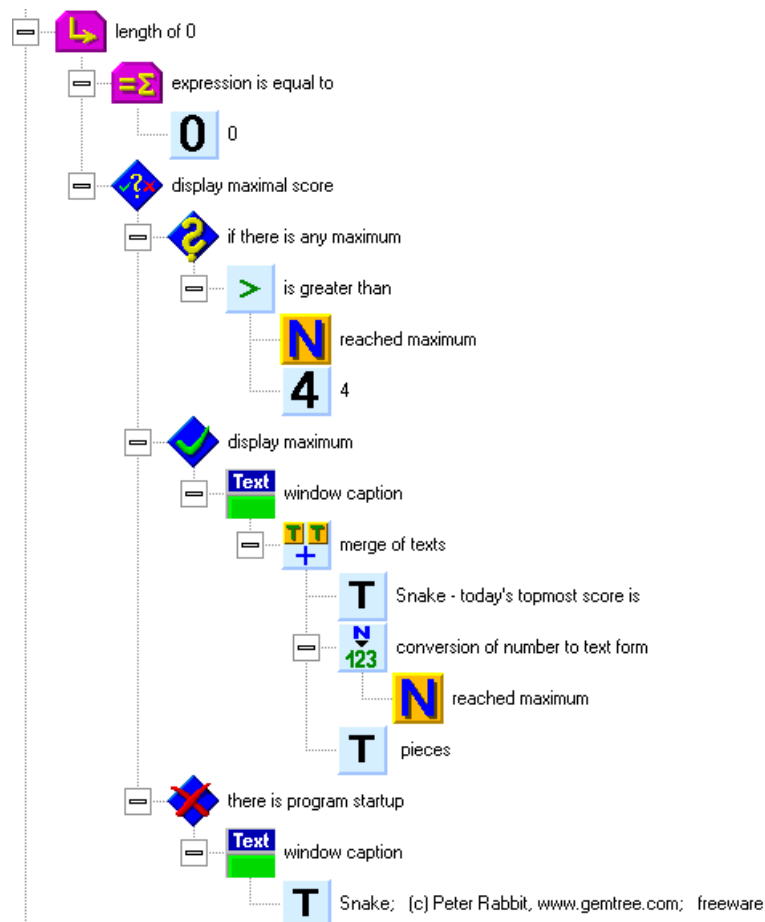 length of 0
=Σ expression is equal to
0 0
display maximal score
? if there is any maximum
> is greater than
N reached maximum
4 4
display maximum
Text window caption
T T + merge of texts
T Snake - today's topmost score is
N 123 conversion of number to text form
N reached maximum
T pieces
there is program startup
Text window caption
T Snake; (c) Peter Rabbit, www.gemtree.com; freeware